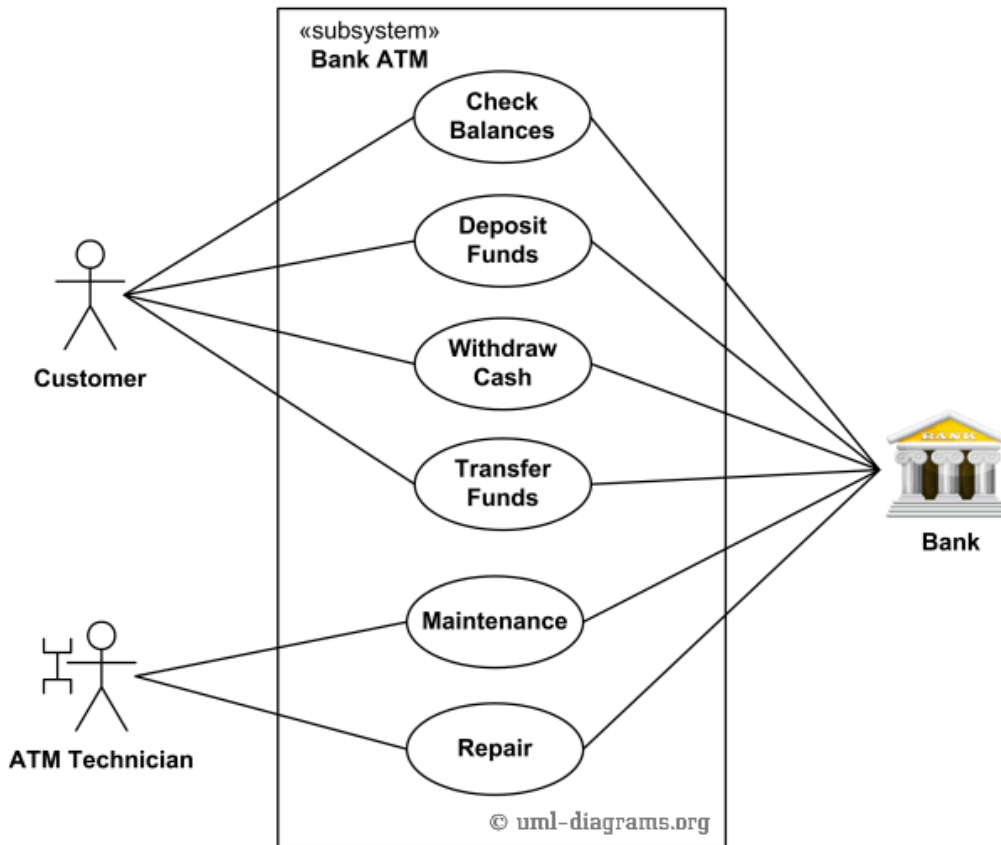 «subsystem»
Bank ATM
Check
Balances
Deposit
Funds
Customer
Withdraw
Cash
BANK
Transfer
Funds
Bank
Maintenance
ATM Technician
Repair
© uml-diagrams.org